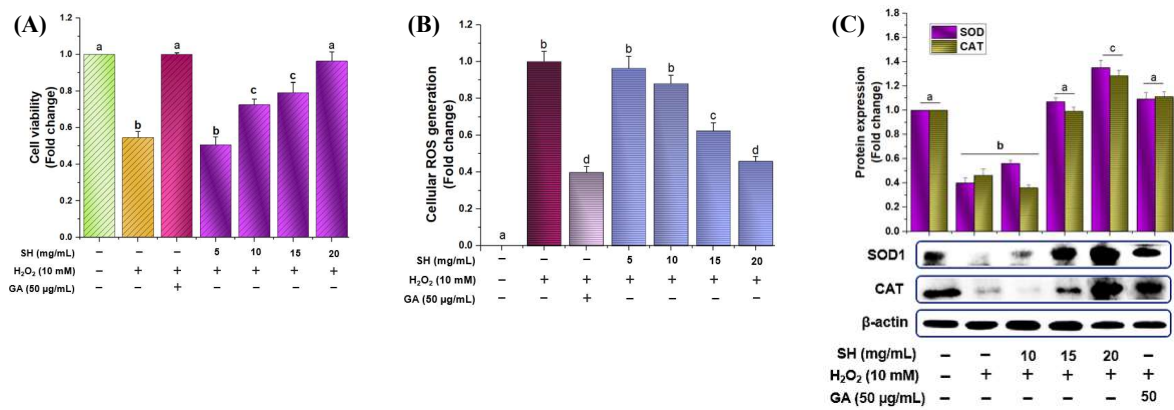 (A)
Cell viability
(Fold change)
1.2
1.0
0.8
0.6
0.4
0.2
0.0
a b a b c c a
SH (mg/mL) – – – 5 10 15 20
H₂O₂ (10 mM) – + + + + + +
GA (50 µg/mL) – – + – – – –
(B)
Cellular ROS generation
(Fold change)
1.2
1.0
0.8
0.6
0.4
0.2
0.0
a b d b b c d
SH (mg/mL) – – – 5 10 15 20
H₂O₂ (10 mM) – + + + + + +
GA (50 µg/mL) – – + – – – –
(C)
SOD
CAT
Protein expression
(Fold change)
1.8
1.6
1.4
1.2
1.0
0.8
0.6
0.4
0.2
0.0
a b a c a
SOD1
CAT
β-actin
SH (mg/mL) – – 10 15 20 –
H₂O₂ (10 mM) – + + + + +
GA (50 µg/mL) – – – – – 50